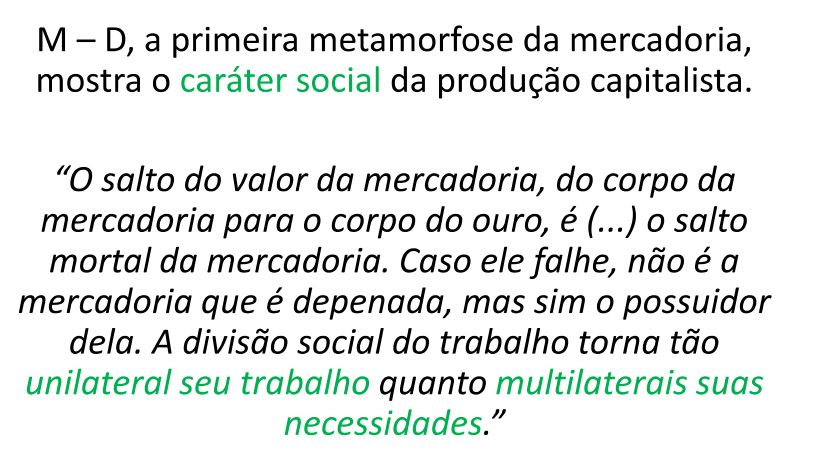 M – D, a primeira metamorfose da mercadoria,
mostra o caráter social da produção capitalista.
“O salto do valor da mercadoria, do corpo da
mercadoria para o corpo do ouro, é (...) o salto
mortal da mercadoria. Caso ele falhe, não é a
mercadoria que é depenada, mas sim o possuidor
dela. A divisão social do trabalho torna tão
unilateral seu trabalho quanto multilaterais suas
necessidades.”